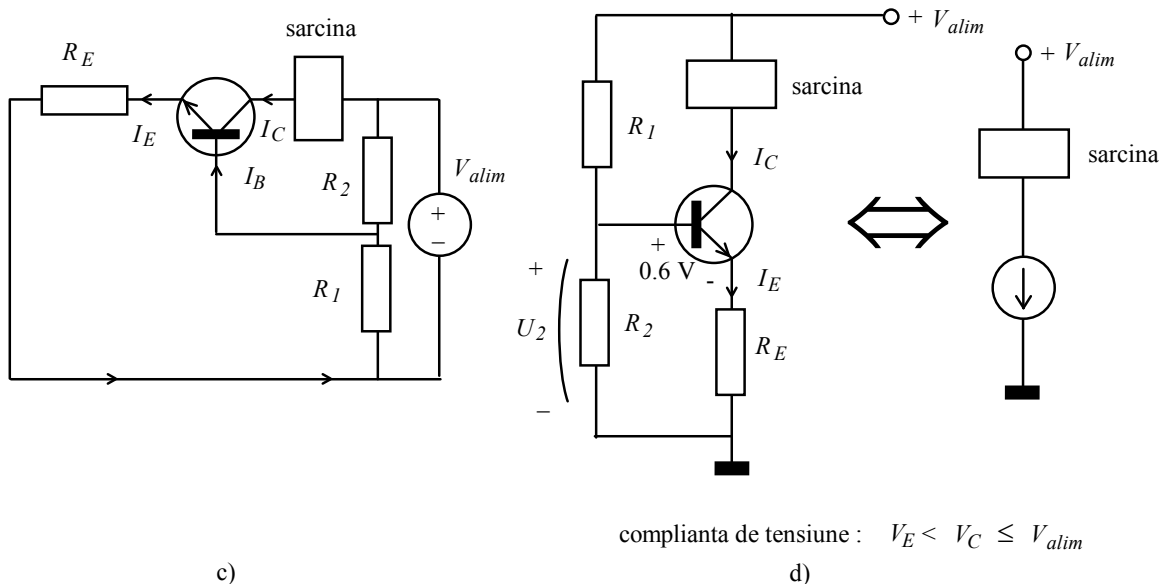 sarcina
R_E
I_E
I_C
I_B
R_2
V_alim
+
−
R_1
c)
+ V_alim
sarcina
R_1
I_C
+
0.6 V
-
I_E
+
U_2
−
R_2
R_E
+ V_alim
sarcina
complianta de tensiune : V_E < V_C ≤ V_alim
d)